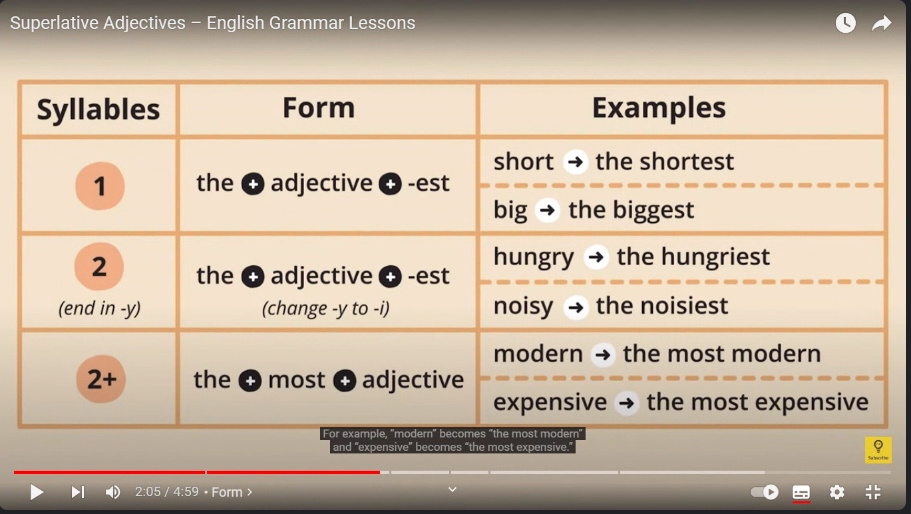 Superlative Adjectives – English Grammar Lessons
Syllables Form Examples
1 the + adjective + -est short → the shortest
big → the biggest
2 the + adjective + -est hungry → the hungriest
(end in -y) (change -y to -i) noisy → the noisiest
2+ the + most + adjective modern → the most modern
expensive → the most expensive
For example, "modern" becomes "the most modern"
and "expensive" becomes "the most expensive."
2:05 / 4:59 • Form >